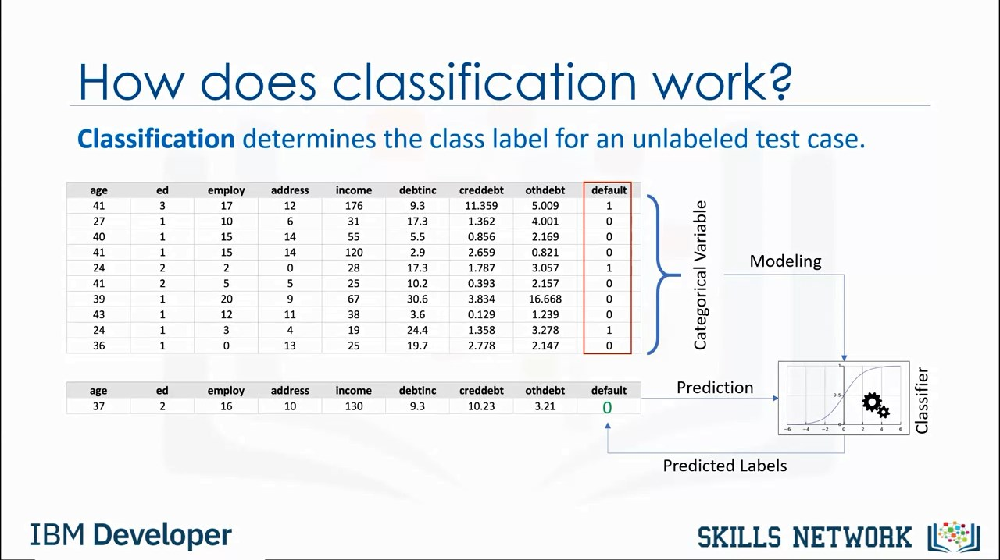 How does classification work?
Classification determines the class label for an unlabeled test case.
age ed employ address income debtinc creddebt othdebt default
41 3 17 12 176 9.3 11.359 5.009 1
27 1 10 6 31 17.3 1.362 4.001 0
40 1 15 14 55 5.5 0.856 2.169 0
41 1 15 14 120 2.9 2.659 0.821 0
24 2 2 0 28 17.3 1.787 3.057 1
41 2 5 5 25 10.2 0.393 2.157 0
39 1 20 9 67 30.6 3.834 16.668 0
43 1 12 11 38 3.6 0.129 1.239 0
24 1 3 4 19 24.4 1.358 3.278 1
36 1 0 13 25 19.7 2.778 2.147 0
Categorical Variable
Modeling
age ed employ address income debtinc creddebt othdebt default
37 2 16 10 130 9.3 10.23 3.21 0
Prediction
1
0.5
0
−6 −4 −2 0 2 4 6
Classifier
Predicted Labels
IBM Developer
SKILLS NETWORK